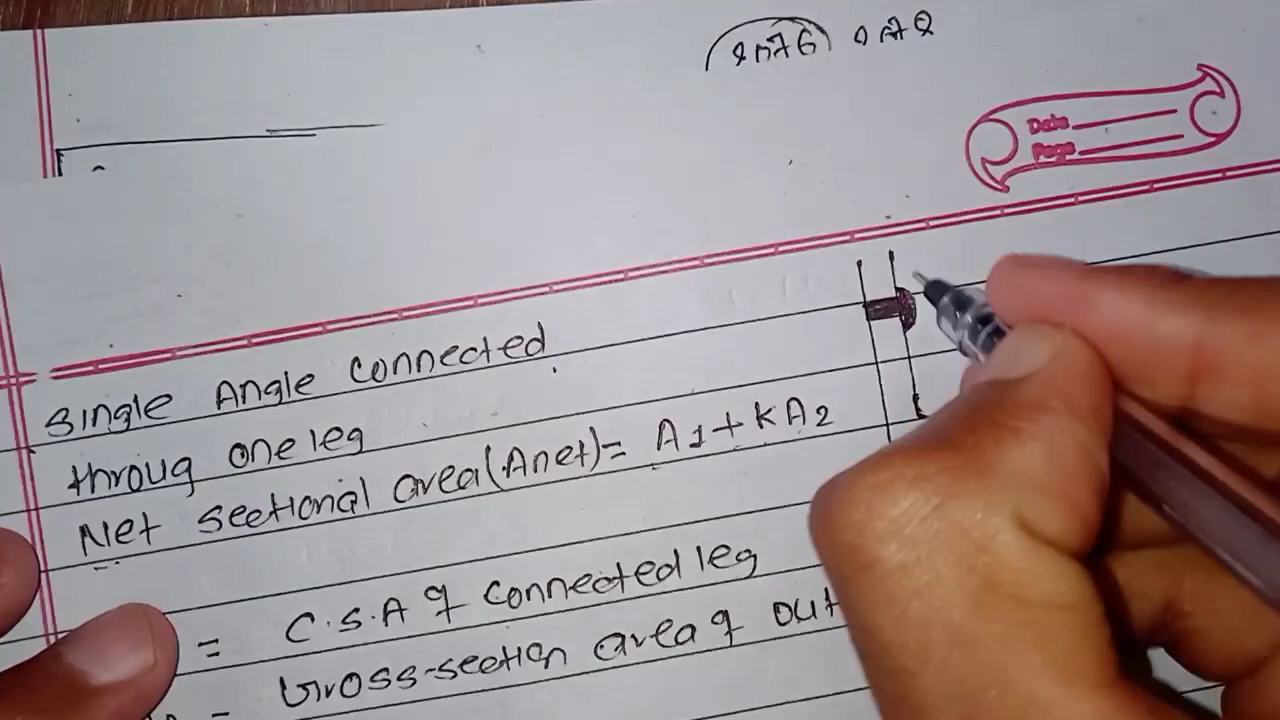 Date
Page
Single Angle connected
throug one leg
Net sectional area(Anet)= A1+KA2
= C.S.A of connected leg
= Gross-section area of out